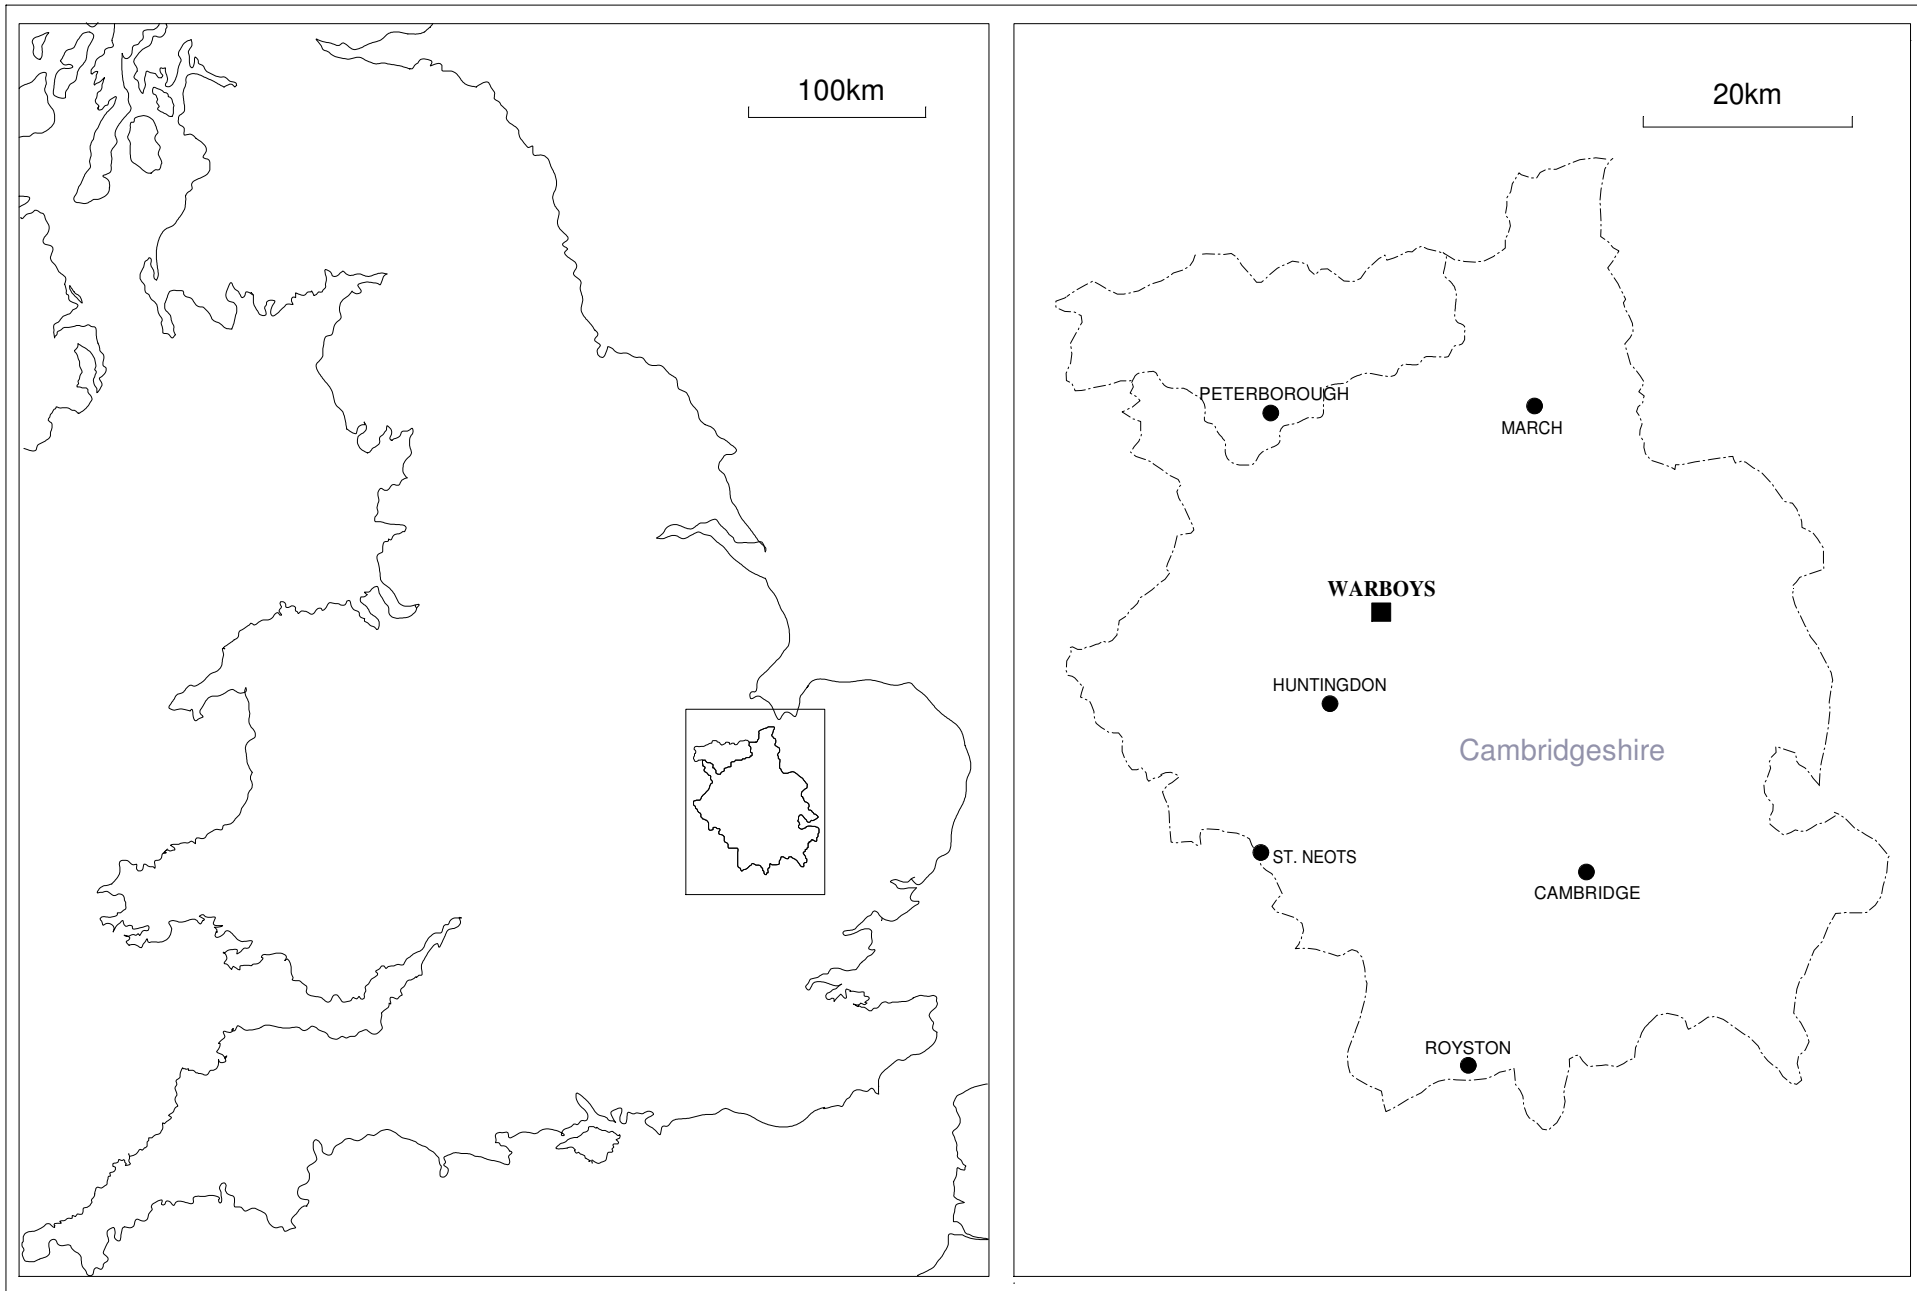 100km
20km
PETERBOROUGH
MARCH
WARBOYS
HUNTINGDON
Cambridgeshire
ST. NEOTS
CAMBRIDGE
ROYSTON